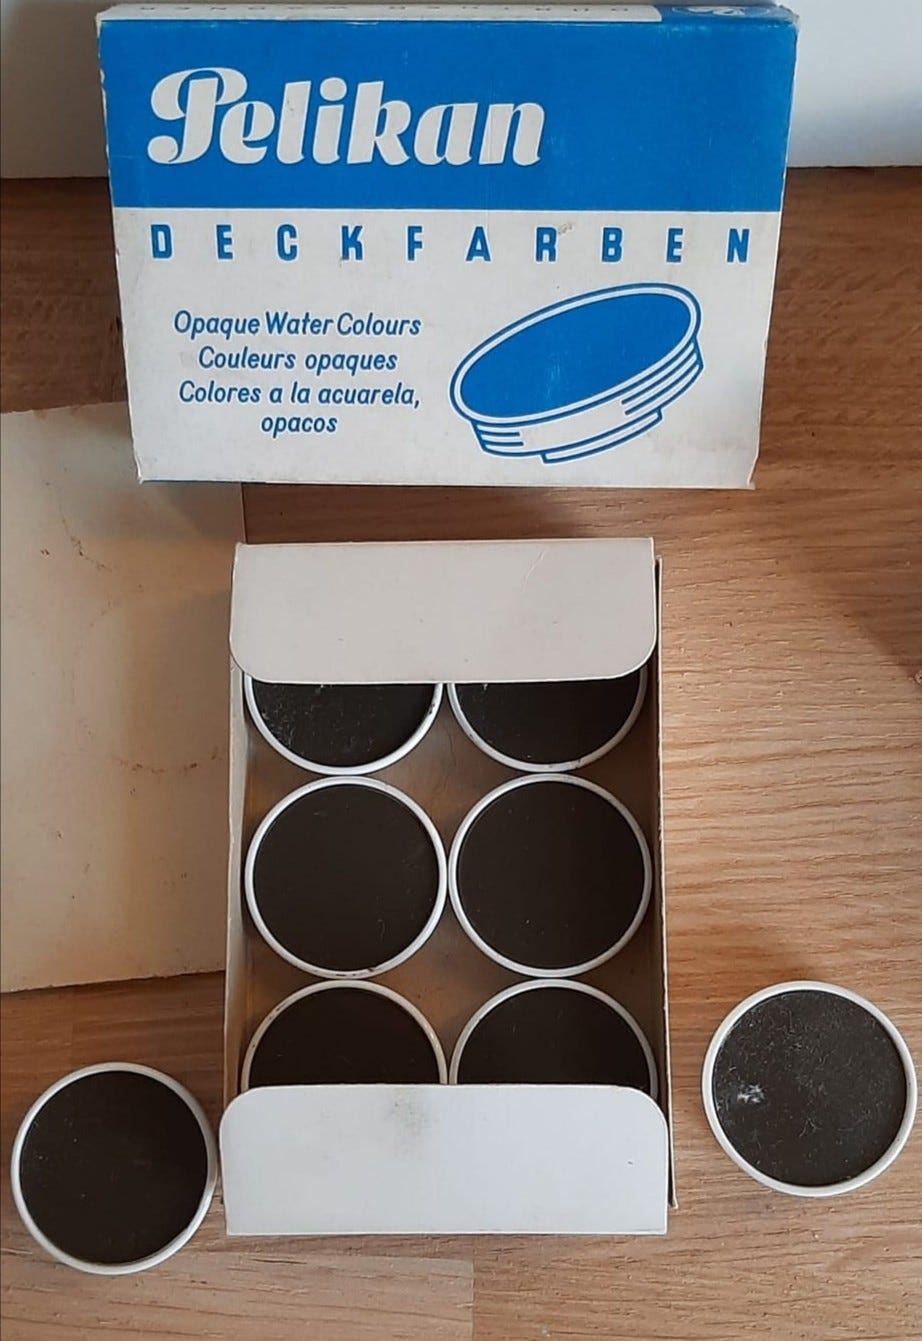 Pelikan
DECKFARBEN
Opaque Water Colours
Couleurs opaques
Colores a la acuarela,
opacos